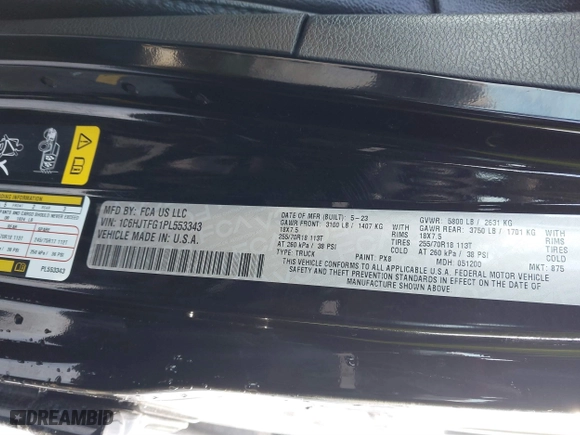 MFD BY: FCA US LLC
VIN: 1C6HJTFG1PL553343
VEHICLE MADE IN U.S.A.
DATE OF MFR (BUILT): 5-23
GVWR 5800 LB / 2631 KG
GAWR FRONT 3100 LB / 1407 KG WITH
GAWR REAR: 3750 LB / 1701 KG WITH
18X7.5 RIMS
18X7.5 RIMS
255/70R18 113T TIRES
255/70R18 113T TIRES
AT 260 kPa / 38 PSI COLD
AT 260 kPa / 38 PSI COLD
TYPE: TRUCK
PAINT: PX8
MDH: 051200
MKT: 875
THIS VEHICLE CONFORMS TO ALL APPLICABLE U.S.A. FEDERAL MOTOR VEHICLE
SAFETY AND THEFT PREVENTION STANDARDS IN EFFECT ON THE DATE OF
MANUFACTURE SHOWN ABOVE.
PL553343
DREAMBID